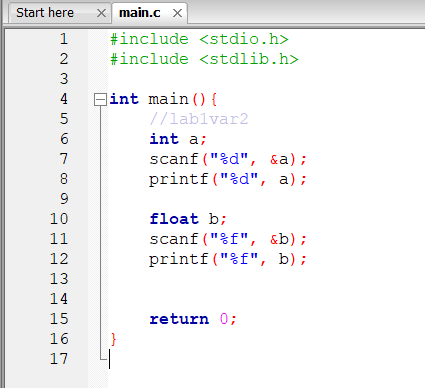 Start here × main.c ×
1 #include <stdio.h>
2 #include <stdlib.h>
3
4 int main(){
5 //lab1var2
6 int a;
7 scanf("%d", &a);
8 printf("%d", a);
9
10 float b;
11 scanf("%f", &b);
12 printf("%f", b);
13
14
15 return 0;
16 }
17